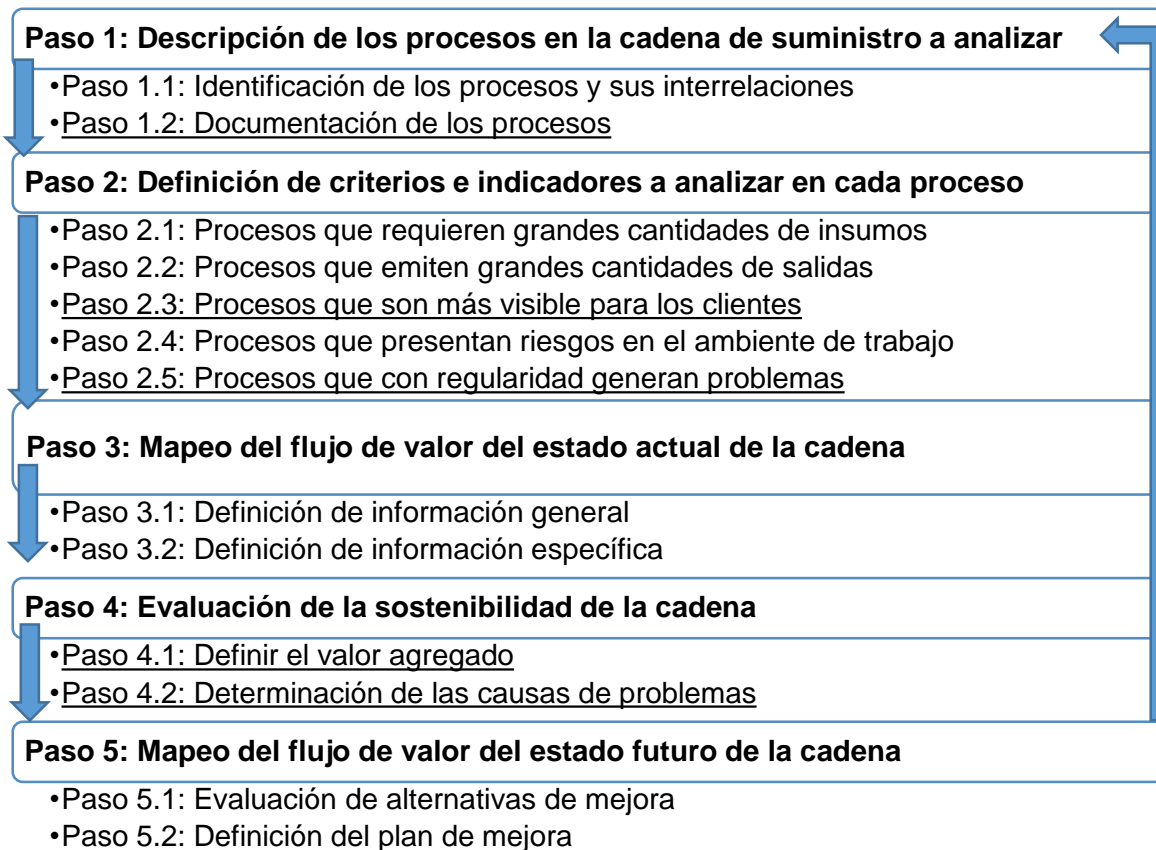 Paso 1: Descripción de los procesos en la cadena de suministro a analizar
•Paso 1.1: Identificación de los procesos y sus interrelaciones
•Paso 1.2: Documentación de los procesos
Paso 2: Definición de criterios e indicadores a analizar en cada proceso
•Paso 2.1: Procesos que requieren grandes cantidades de insumos
•Paso 2.2: Procesos que emiten grandes cantidades de salidas
•Paso 2.3: Procesos que son más visible para los clientes
•Paso 2.4: Procesos que presentan riesgos en el ambiente de trabajo
•Paso 2.5: Procesos que con regularidad generan problemas
Paso 3: Mapeo del flujo de valor del estado actual de la cadena
•Paso 3.1: Definición de información general
•Paso 3.2: Definición de información específica
Paso 4: Evaluación de la sostenibilidad de la cadena
•Paso 4.1: Definir el valor agregado
•Paso 4.2: Determinación de las causas de problemas
Paso 5: Mapeo del flujo de valor del estado futuro de la cadena
•Paso 5.1: Evaluación de alternativas de mejora
•Paso 5.2: Definición del plan de mejora